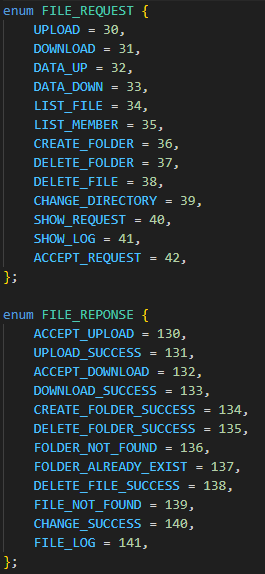 enum FILE_REQUEST {
    UPLOAD = 30,
    DOWNLOAD = 31,
    DATA_UP = 32,
    DATA_DOWN = 33,
    LIST_FILE = 34,
    LIST_MEMBER = 35,
    CREATE_FOLDER = 36,
    DELETE_FOLDER = 37,
    DELETE_FILE = 38,
    CHANGE_DIRECTORY = 39,
    SHOW_REQUEST = 40,
    SHOW_LOG = 41,
    ACCEPT_REQUEST = 42,
};

enum FILE_REPONSE {
    ACCEPT_UPLOAD = 130,
    UPLOAD_SUCCESS = 131,
    ACCEPT_DOWNLOAD = 132,
    DOWNLOAD_SUCCESS = 133,
    CREATE_FOLDER_SUCCESS = 134,
    DELETE_FOLDER_SUCCESS = 135,
    FOLDER_NOT_FOUND = 136,
    FOLDER_ALREADY_EXIST = 137,
    DELETE_FILE_SUCCESS = 138,
    FILE_NOT_FOUND = 139,
    CHANGE_SUCCESS = 140,
    FILE_LOG = 141,
};